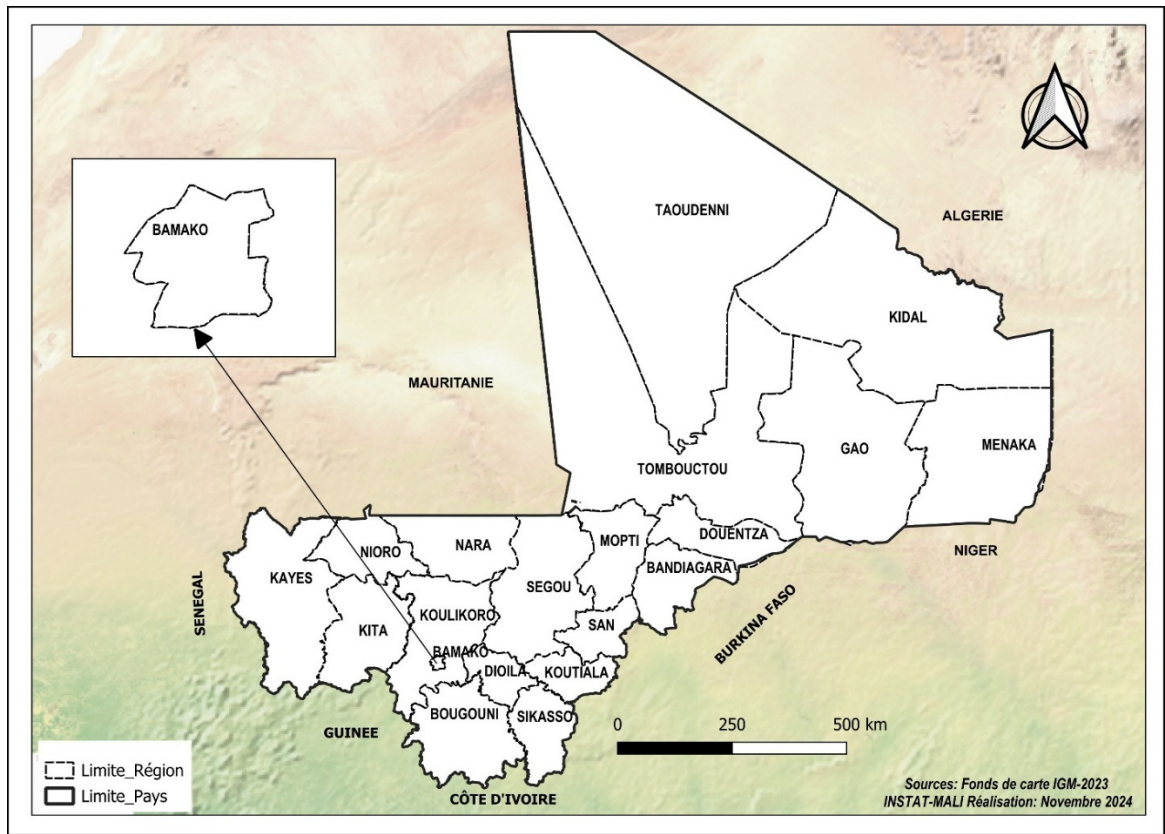 TAOUDENNI
ALGERIE
BAMAKO
KIDAL
MAURITANIE
GAO
MENAKA
TOMBOUCTOU
DOUENTZA
MOPTI
NARA
NIORO
NIGER
BANDIAGARA
KAYES
SEGOU
SENEGAL
KOULIKORO
SAN
KITA
BURKINA FASO
BAMAKO
DIOILA
KOUTIALA
BOUGOUNI
SIKASSO
GUINEE
0 250 500 km
Limite_Région
Limite_Pays
CÔTE D'IVOIRE
Sources: Fonds de carte IGM-2023
INSTAT-MALI Réalisation: Novembre 2024